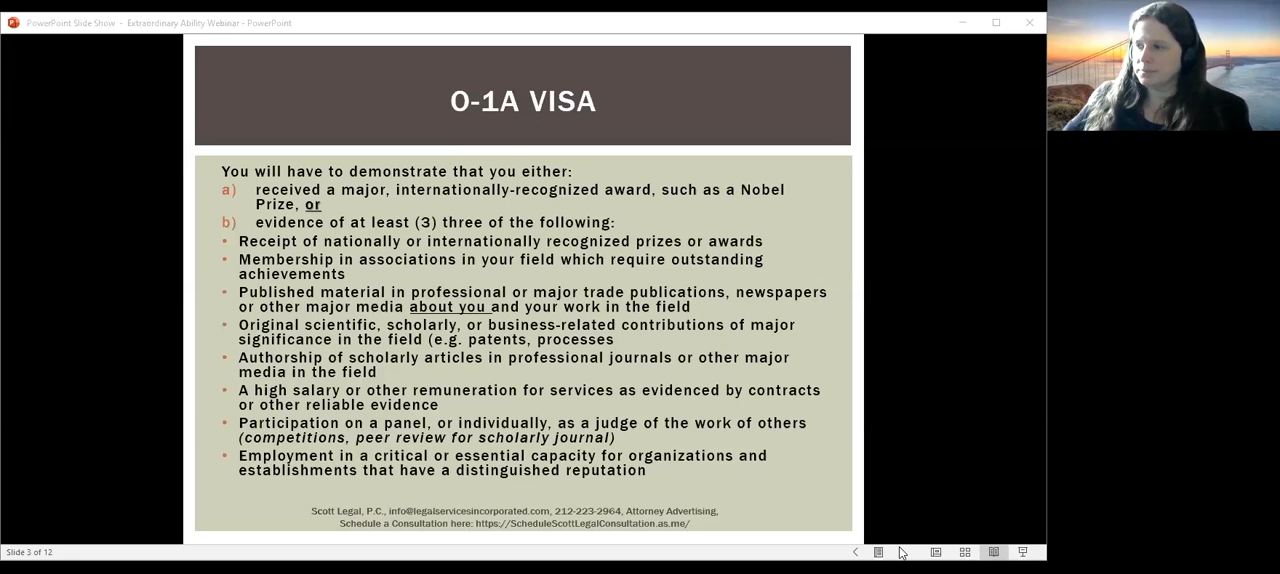 PowerPoint Slide Show - Extraordinary Ability Webinar - PowerPoint
O-1A VISA
You will have to demonstrate that you either:
a) received a major, internationally-recognized award, such as a Nobel
Prize, or
b) evidence of at least (3) three of the following:
• Receipt of nationally or internationally recognized prizes or awards
• Membership in associations in your field which require outstanding
achievements
• Published material in professional or major trade publications, newspapers
or other major media about you and your work in the field
• Original scientific, scholarly, or business-related contributions of major
significance in the field (e.g. patents, processes
• Authorship of scholarly articles in professional journals or other major
media in the field
• A high salary or other remuneration for services as evidenced by contracts
or other reliable evidence
• Participation on a panel, or individually, as a judge of the work of others
(competitions, peer review for scholarly journal)
• Employment in a critical or essential capacity for organizations and
establishments that have a distinguished reputation
Scott Legal, P.C., info@legalservicesincorporated.com, 212-223-2964, Attorney Advertising,
Schedule a Consultation here: https://ScheduleScottLegalConsultation.as.me/
Slide 3 of 12